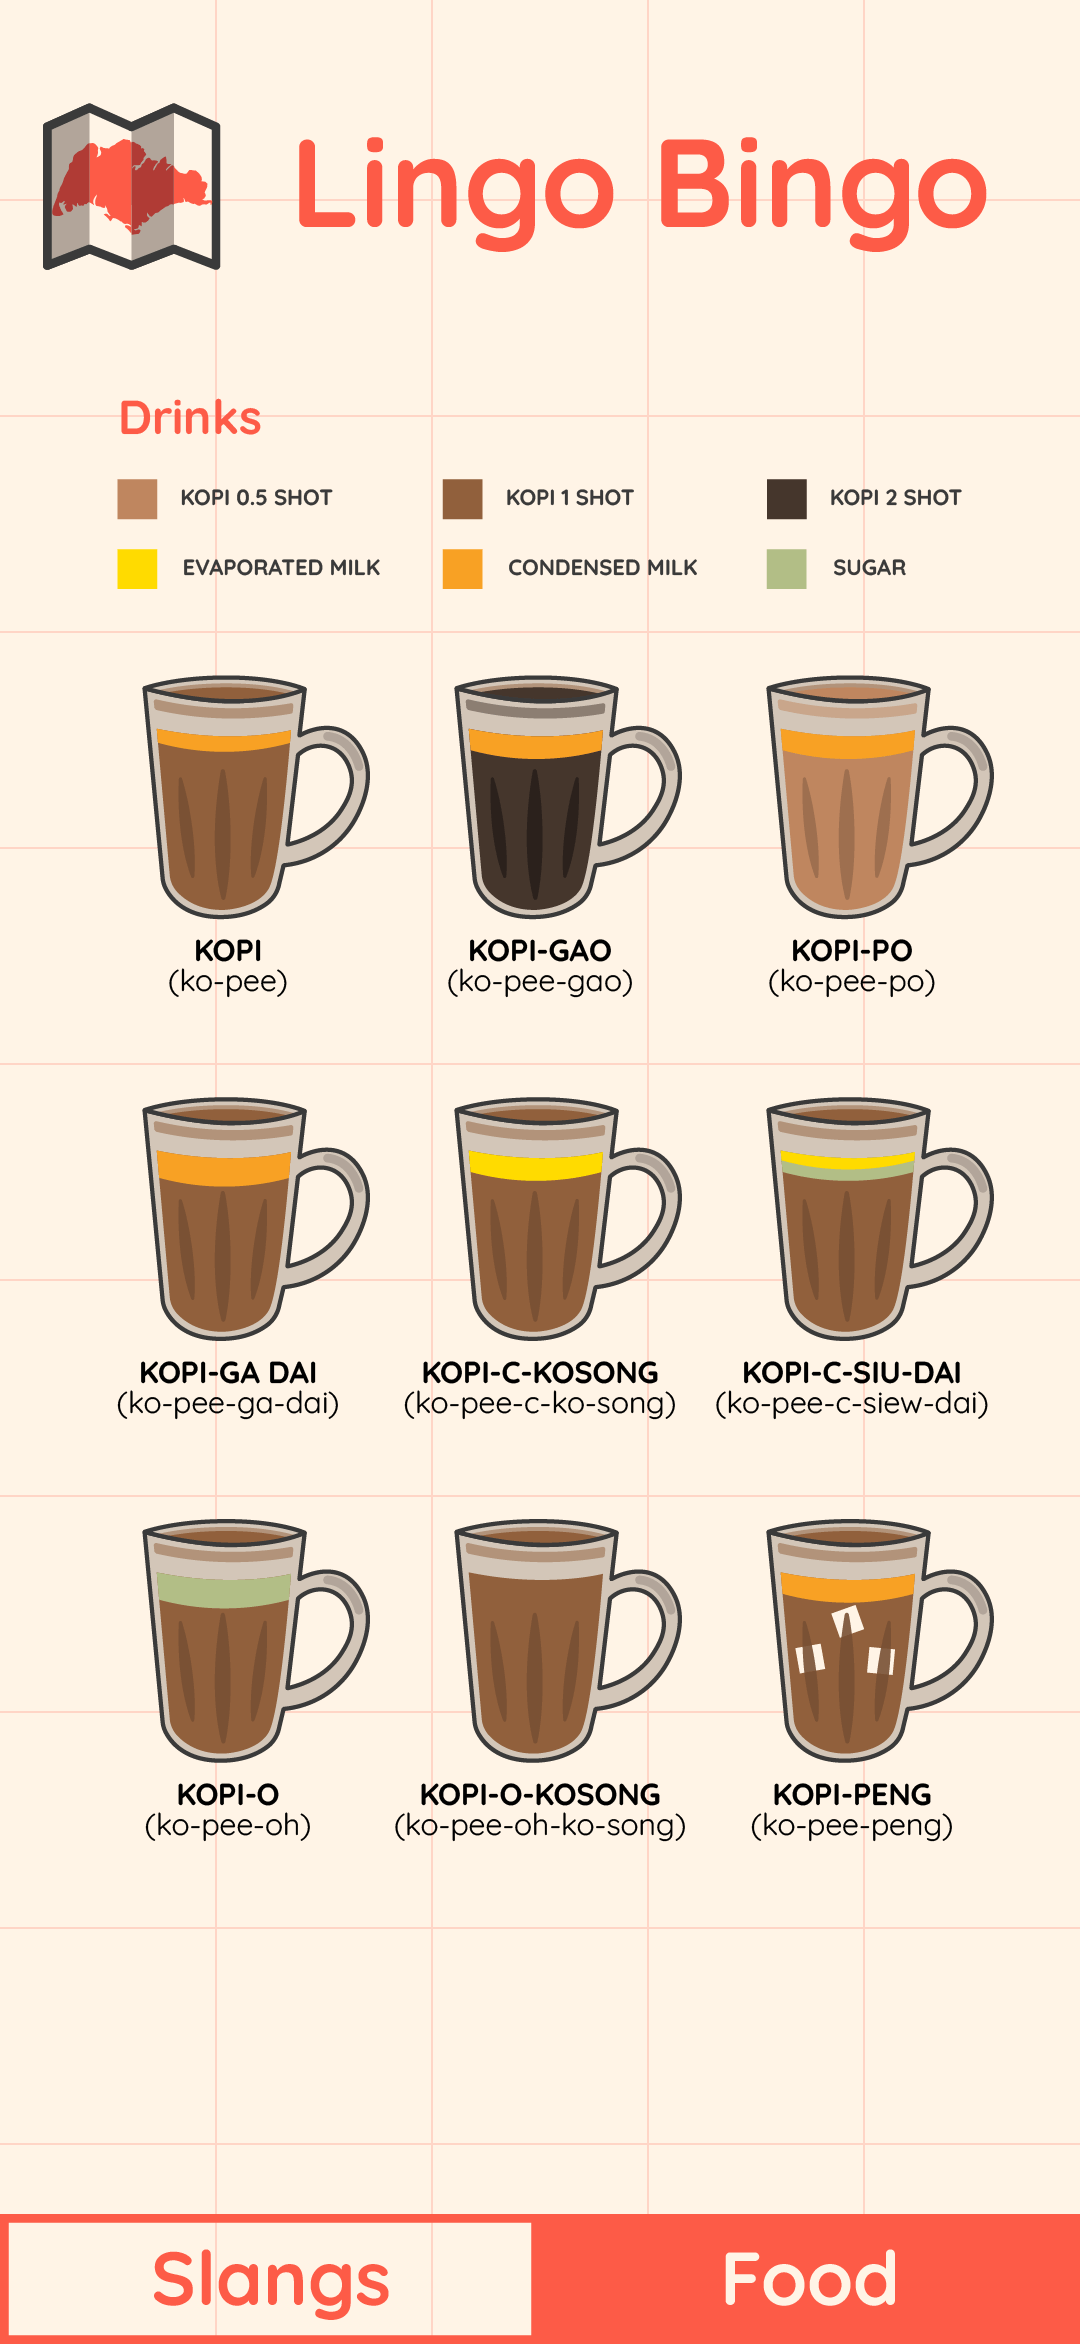 Lingo Bingo
Drinks
KOPI 0.5 SHOT
KOPI 1 SHOT
KOPI 2 SHOT
EVAPORATED MILK
CONDENSED MILK
SUGAR
KOPI
(ko-pee)
KOPI-GAO
(ko-pee-gao)
KOPI-PO
(ko-pee-po)
KOPI-GA DAI
(ko-pee-ga-dai)
KOPI-C-KOSONG
(ko-pee-c-ko-song)
KOPI-C-SIU-DAI
(ko-pee-c-siew-dai)
KOPI-O
(ko-pee-oh)
KOPI-O-KOSONG
(ko-pee-oh-ko-song)
KOPI-PENG
(ko-pee-peng)
Slangs
Food